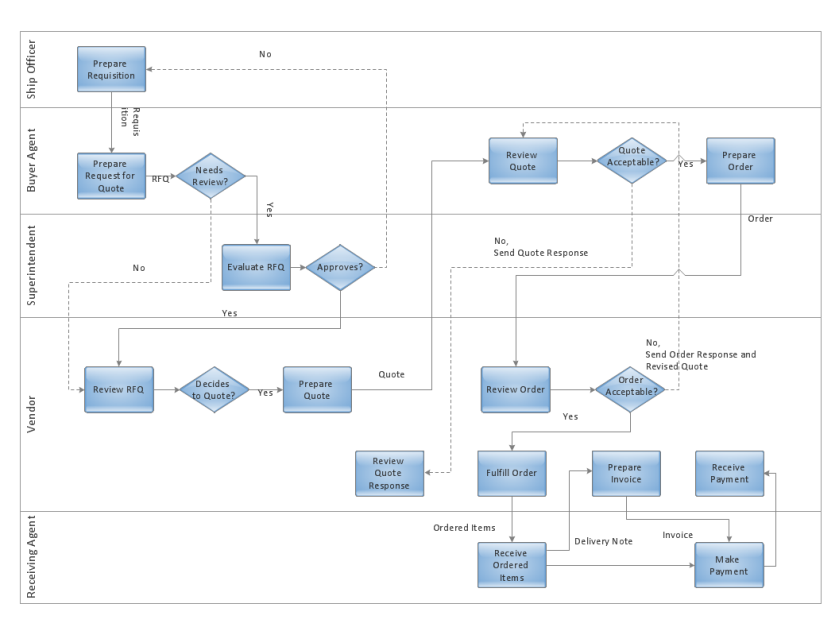 Ship Officer
Prepare
Requisition
No
Requis
ition
Buyer Agent
Prepare
Request for
Quote
RFQ
Needs
Review?
Yes
Review
Quote
Quote
Acceptable?
Yes
Prepare
Order
Order
Superintendent
No
Evaluate RFQ
Approves?
No,
Send Quote Response
Yes
Vendor
Review RFQ
Decides
to Quote?
Yes
Prepare
Quote
Quote
Review Order
Order
Acceptable?
No,
Send Order Response and
Revised Quote
Yes
Review
Quote
Response
Fulfill Order
Prepare
Invoice
Receive
Payment
Receiving Agent
Ordered Items
Receive
Ordered
Items
Delivery Note
Invoice
Make
Payment